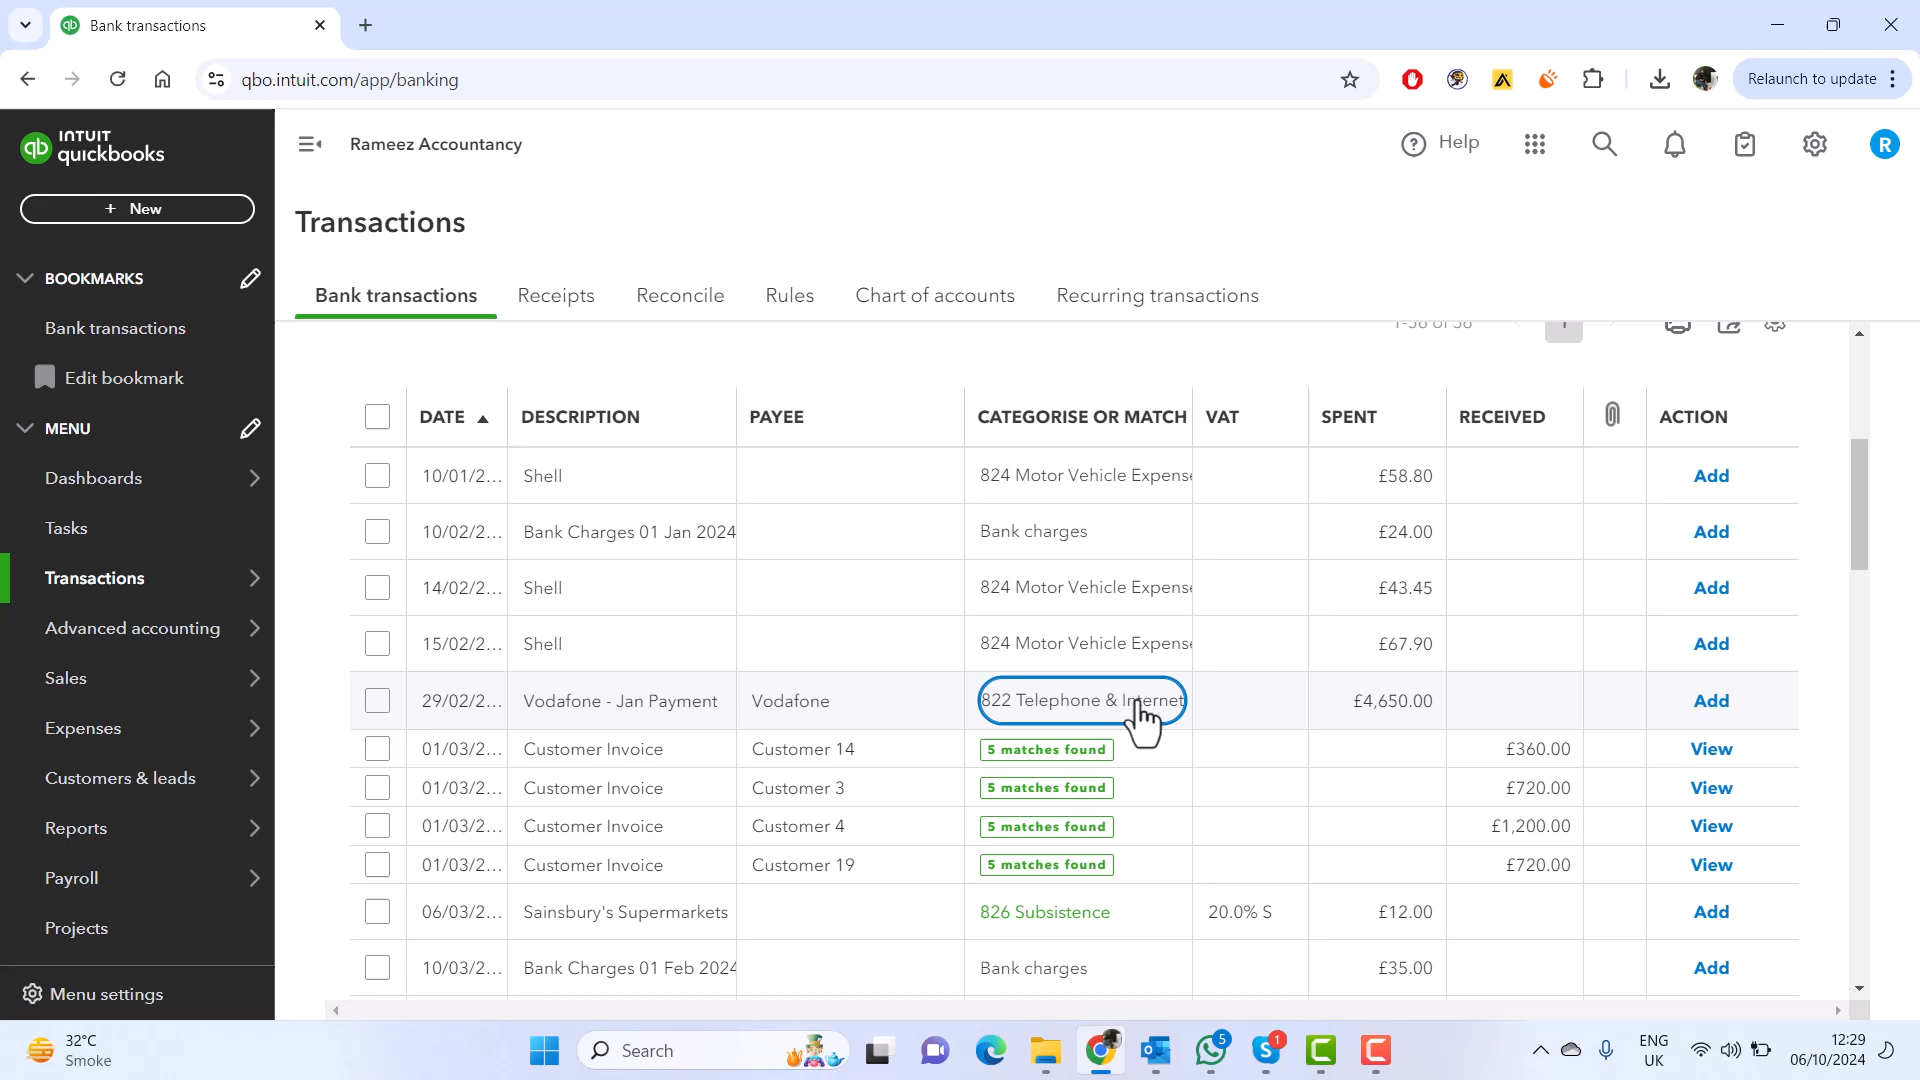 Bank transactions
qbo.intuit.com/app/banking
Relaunch to update
INTUIT
quickbooks
Rameez Accountancy
Help
R
+ New
Transactions
BOOKMARKS
Bank transactions
Edit bookmark
MENU
Dashboards
Tasks
Transactions
Advanced accounting
Sales
Expenses
Customers & leads
Reports
Payroll
Projects
Menu settings
Bank transactions Receipts Reconcile Rules Chart of accounts Recurring transactions
DATE DESCRIPTION PAYEE CATEGORISE OR MATCH VAT SPENT RECEIVED ACTION
10/01/2... Shell 824 Motor Vehicle Expense £58.80 Add
10/02/2... Bank Charges 01 Jan 2024 Bank charges £24.00 Add
14/02/2... Shell 824 Motor Vehicle Expense £43.45 Add
15/02/2... Shell 824 Motor Vehicle Expense £67.90 Add
29/02/2... Vodafone - Jan Payment Vodafone 822 Telephone & Internet £4,650.00 Add
01/03/2... Customer Invoice Customer 14 5 matches found £360.00 View
01/03/2... Customer Invoice Customer 3 5 matches found £720.00 View
01/03/2... Customer Invoice Customer 4 5 matches found £1,200.00 View
01/03/2... Customer Invoice Customer 19 5 matches found £720.00 View
06/03/2... Sainsbury's Supermarkets 826 Subsistence 20.0% S £12.00 Add
10/03/2... Bank Charges 01 Feb 2024 Bank charges £35.00 Add
32°C
Smoke
Search
5
1
ENG
UK
12:29
06/10/2024